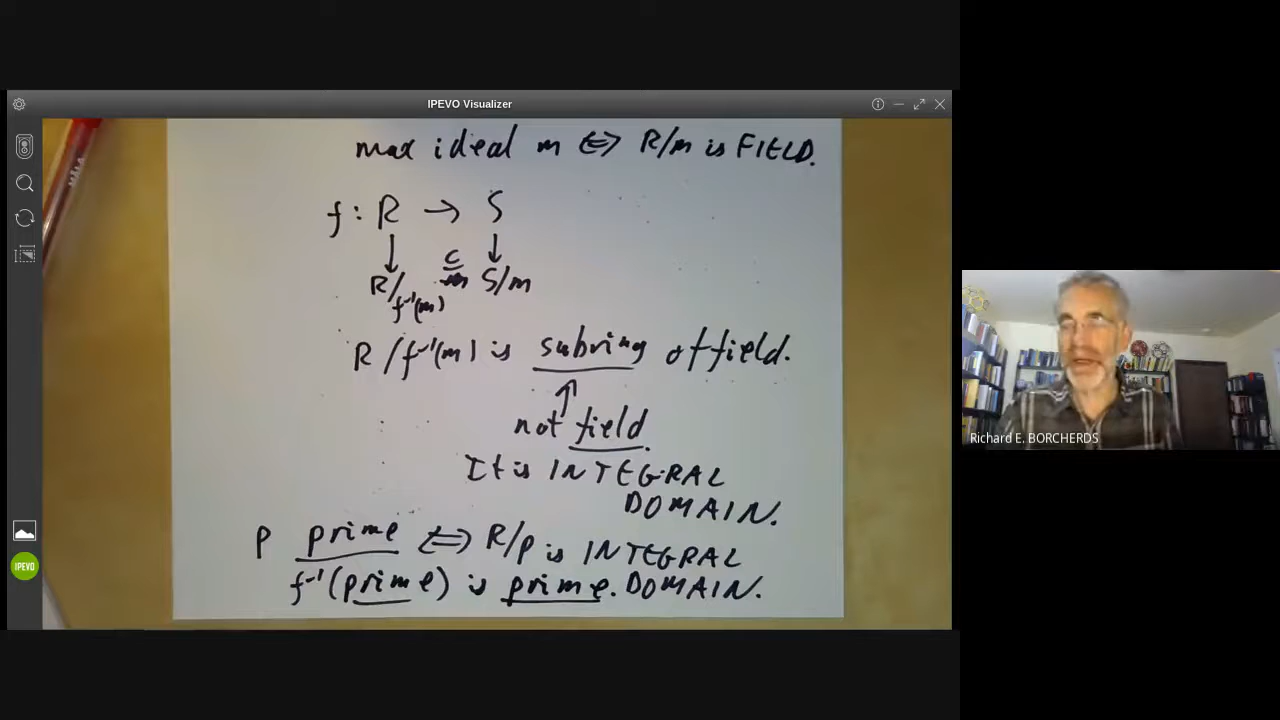 IPEVO Visualizer
max ideal m ⇔ R/m is FIELD.
f : R → S
↓ ↓
R/f⁻¹(m) ⊆ S/m
R/f⁻¹(m) is subring of field.
↑
not field.
It is INTEGRAL
DOMAIN.
P prime ⇔ R/p is INTEGRAL
f⁻¹(prime) is prime. DOMAIN.
Richard E. BORCHERDS
IPEVO